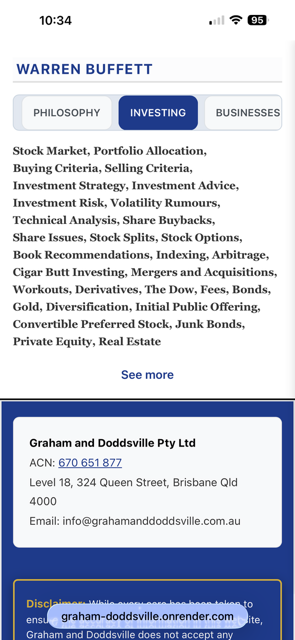 10:34
95
WARREN BUFFETT
PHILOSOPHY INVESTING BUSINESSES
Stock Market, Portfolio Allocation,
Buying Criteria, Selling Criteria,
Investment Strategy, Investment Advice,
Investment Risk, Volatility Rumours,
Technical Analysis, Share Buybacks,
Share Issues, Stock Splits, Stock Options,
Book Recommendations, Indexing, Arbitrage,
Cigar Butt Investing, Mergers and Acquisitions,
Workouts, Derivatives, The Dow, Fees, Bonds,
Gold, Diversification, Initial Public Offering,
Convertible Preferred Stock, Junk Bonds,
Private Equity, Real Estate
See more
Graham and Doddsville Pty Ltd
ACN: 670 651 877
Level 18, 324 Queen Street, Brisbane Qld
4000
Email: info@grahamanddoddsville.com.au
Disclaimer: While every care has been taken to
ensu
graham-doddsville.onrender.com
ite,
Graham and Doddsville does not accept any